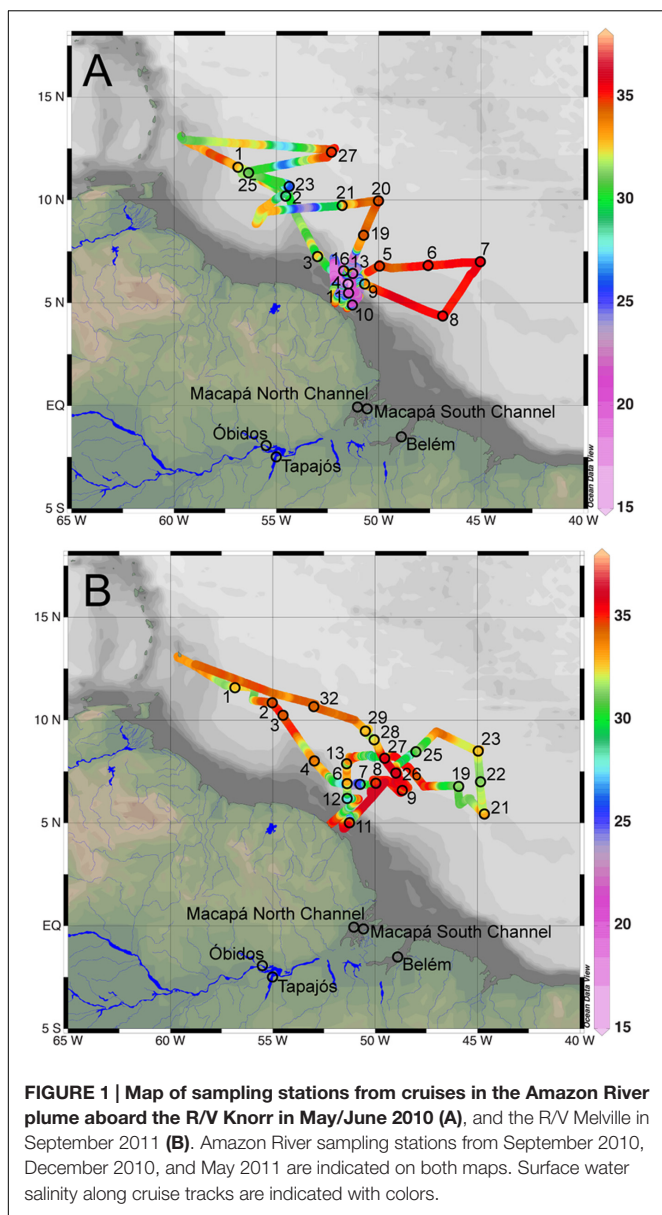 A
15 N
10 N
5 N
EQ
5 S
65 W
60 W
55 W
50 W
45 W
40 W
1
27
25
23
2
21
20
19
3
16
13
5
6
7
4
9
11
10
8
Macapá North Channel
Macapá South Channel
Óbidos
Tapajós
Belém
35
30
25
20
15
Ocean Data View
B
15 N
10 N
5 N
EQ
5 S
65 W
60 W
55 W
50 W
45 W
40 W
1
2
3
32
29
28
4
13
27
25
23
6
7
8
26
19
22
12
9
21
11
Macapá North Channel
Macapá South Channel
Óbidos
Tapajós
Belém
35
30
25
20
15
Ocean Data View
FIGURE 1 | Map of sampling stations from cruises in the Amazon River
plume aboard the R/V Knorr in May/June 2010 (A), and the R/V Melville in
September 2011 (B). Amazon River sampling stations from September 2010,
December 2010, and May 2011 are indicated on both maps. Surface water
salinity along cruise tracks are indicated with colors.